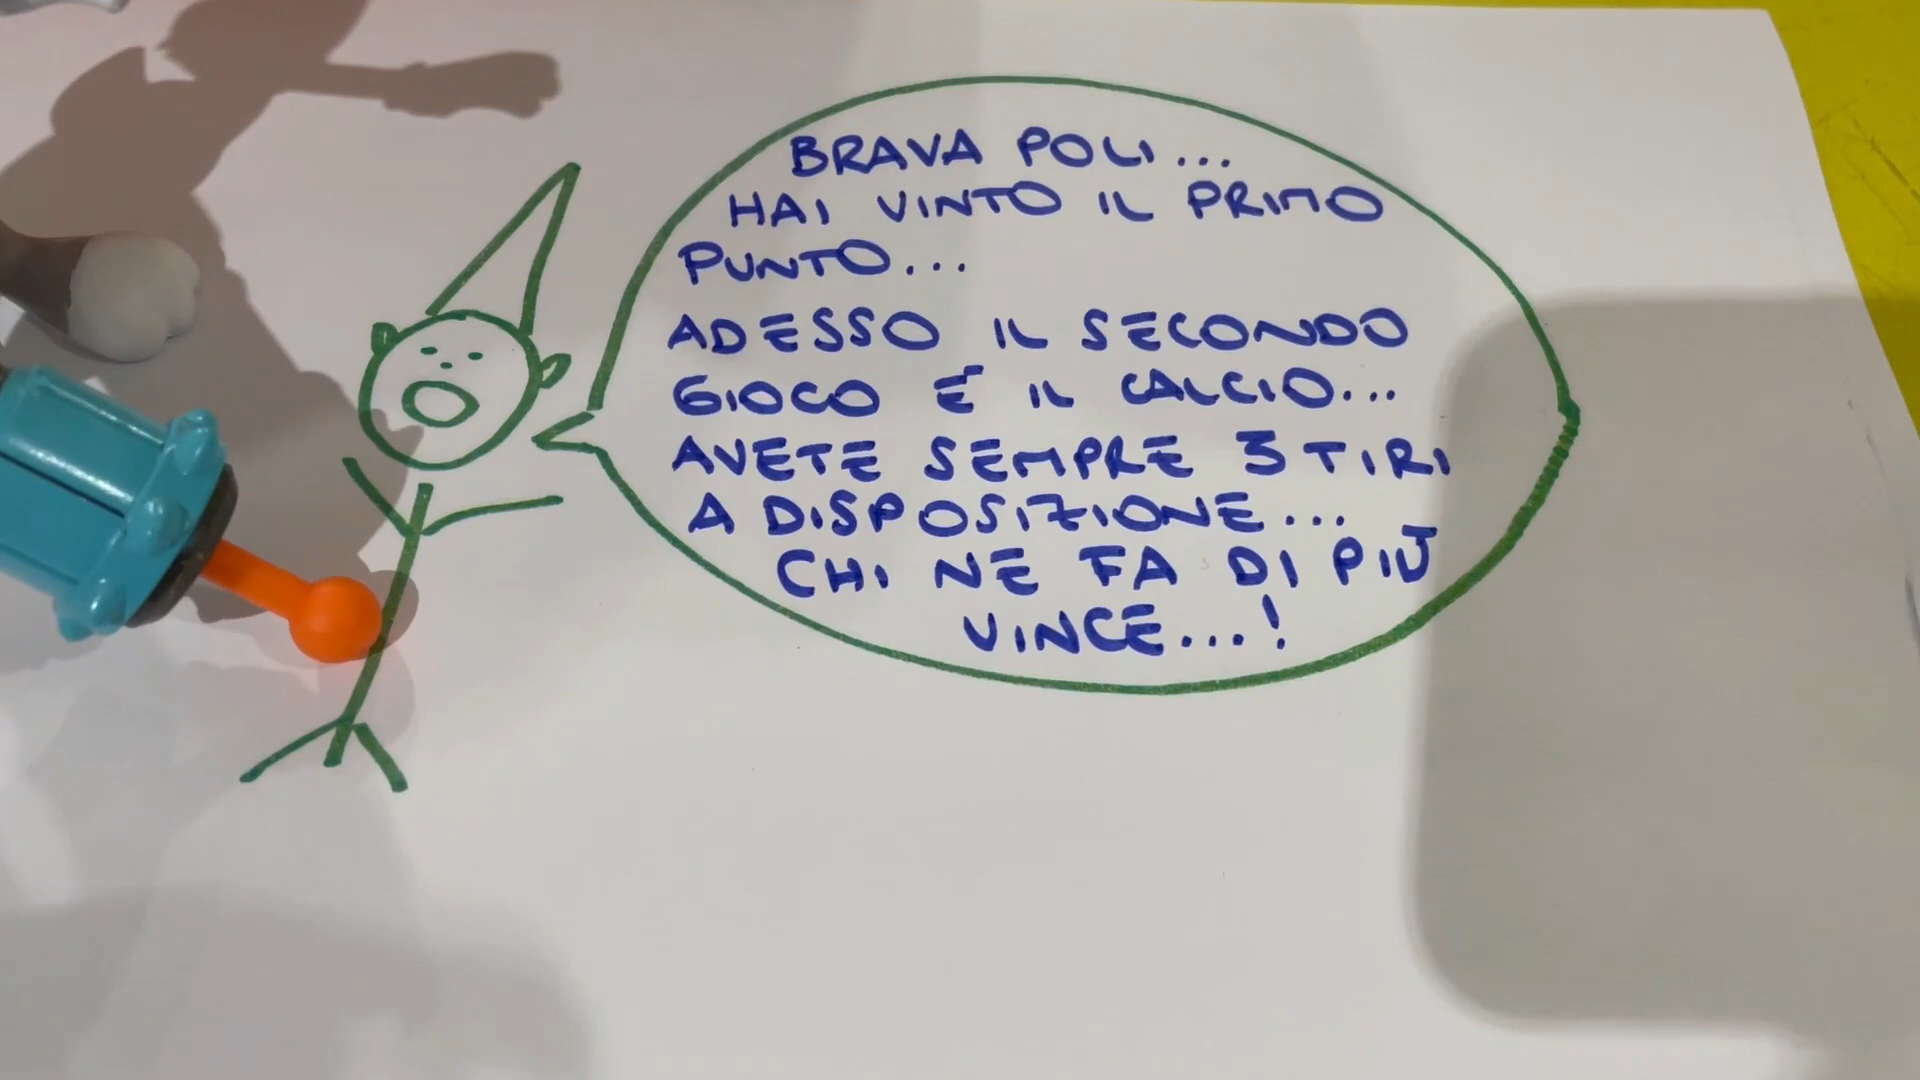 BRAVA POLI...
HAI VINTO IL PRIMO
PUNTO...
ADESSO IL SECONDO
GIOCO É IL CALCIO...
AVETE SEMPRE 3 TIRI
A DISPOSIZIONE...
CHI NE FA DI PIÙ
VINCE...!